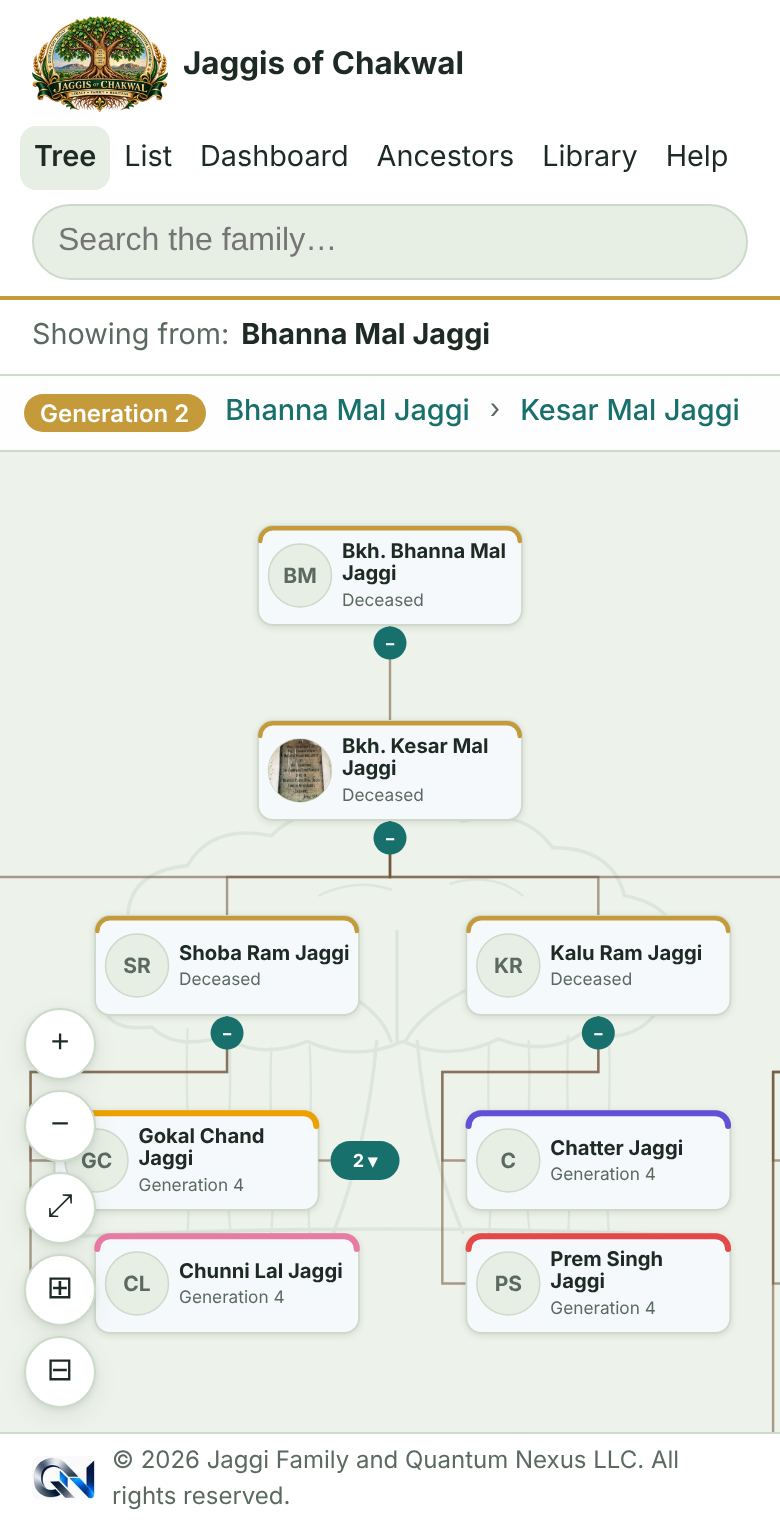 JAGGIS OF CHAKWAL
Jaggis of Chakwal
Tree List Dashboard Ancestors Library Help
Search the family…
Showing from: Bhanna Mal Jaggi
Generation 2 Bhanna Mal Jaggi › Kesar Mal Jaggi
BM
Bkh. Bhanna Mal
Jaggi
Deceased
−
Bkh. Kesar Mal
Jaggi
Deceased
−
SR
Shoba Ram Jaggi
Deceased
−
KR
Kalu Ram Jaggi
Deceased
−
+
−
GC
Gokal Chand
Jaggi
Generation 4
2 ▾
C
Chatter Jaggi
Generation 4
CL
Chunni Lal Jaggi
Generation 4
PS
Prem Singh
Jaggi
Generation 4
QN
© 2026 Jaggi Family and Quantum Nexus LLC. All
rights reserved.